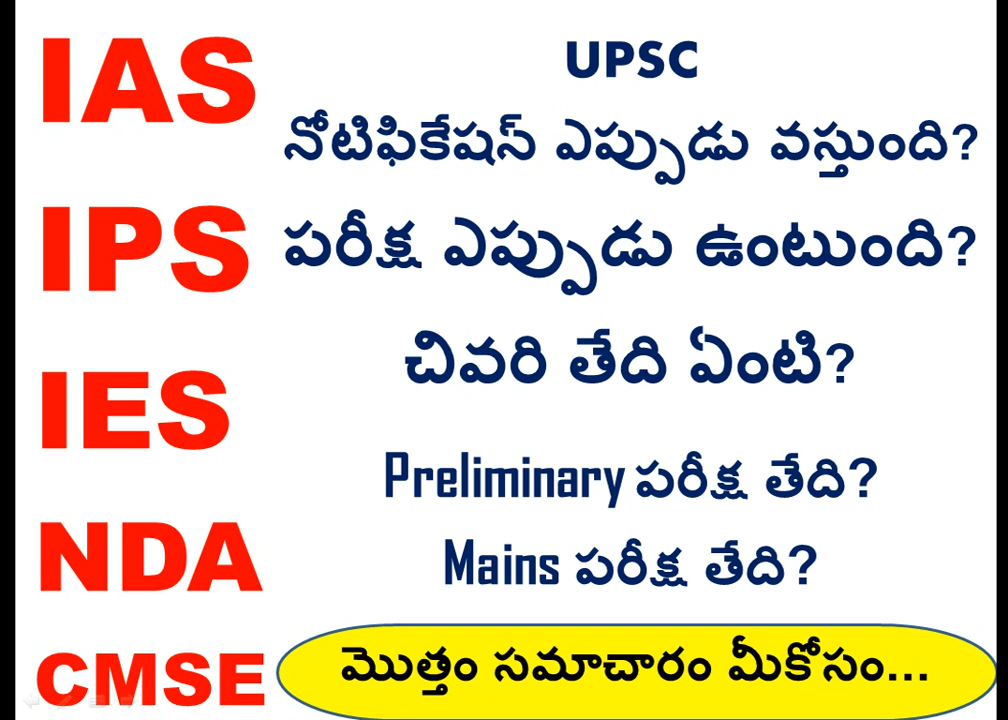 IAS
IPS
IES
NDA
CMSE
UPSC
నోటిఫికేషన్ ఎప్పుడు వస్తుంది?
పరీక్ష ఎప్పుడు ఉంటుంది?
చివరి తేది ఏంటి?
Preliminary పరీక్ష తేది?
Mains పరీక్ష తేది?
మొత్తం సమాచారం మీకోసం...